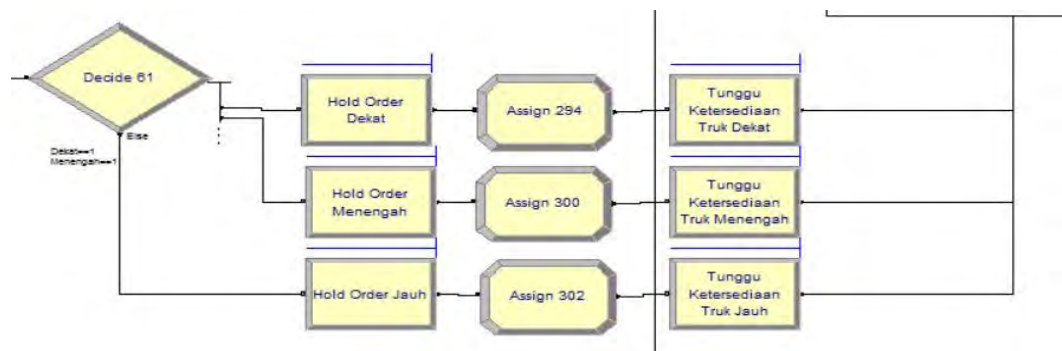 Decide 61
Else
Dekat==1
Menengah==1
Hold Order
Dekat
Assign 294
Tunggu
Ketersediaan
Truk Dekat
Hold Order
Menengah
Assign 300
Tunggu
Ketersediaan
Truk Menengah
Hold Order Jauh
Assign 302
Tunggu
Ketersediaan
Truk Jauh